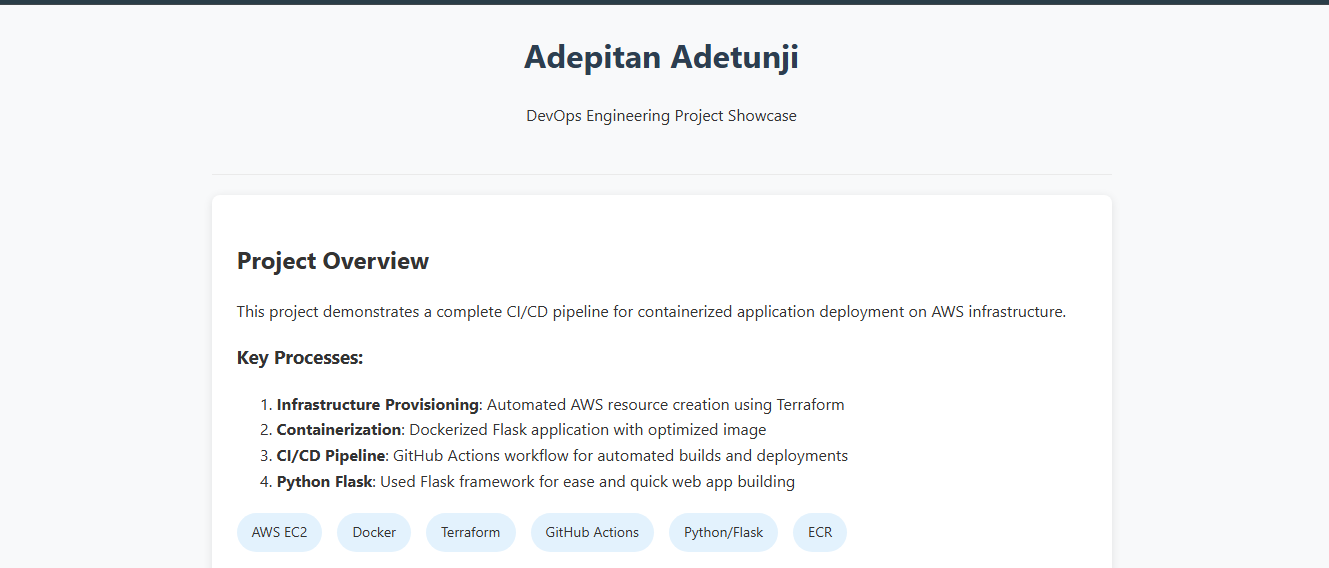 Adepitan Adetunji
DevOps Engineering Project Showcase
Project Overview
This project demonstrates a complete CI/CD pipeline for containerized application deployment on AWS infrastructure.
Key Processes:
1. Infrastructure Provisioning: Automated AWS resource creation using Terraform
2. Containerization: Dockerized Flask application with optimized image
3. CI/CD Pipeline: GitHub Actions workflow for automated builds and deployments
4. Python Flask: Used Flask framework for ease and quick web app building
AWS EC2 Docker Terraform GitHub Actions Python/Flask ECR